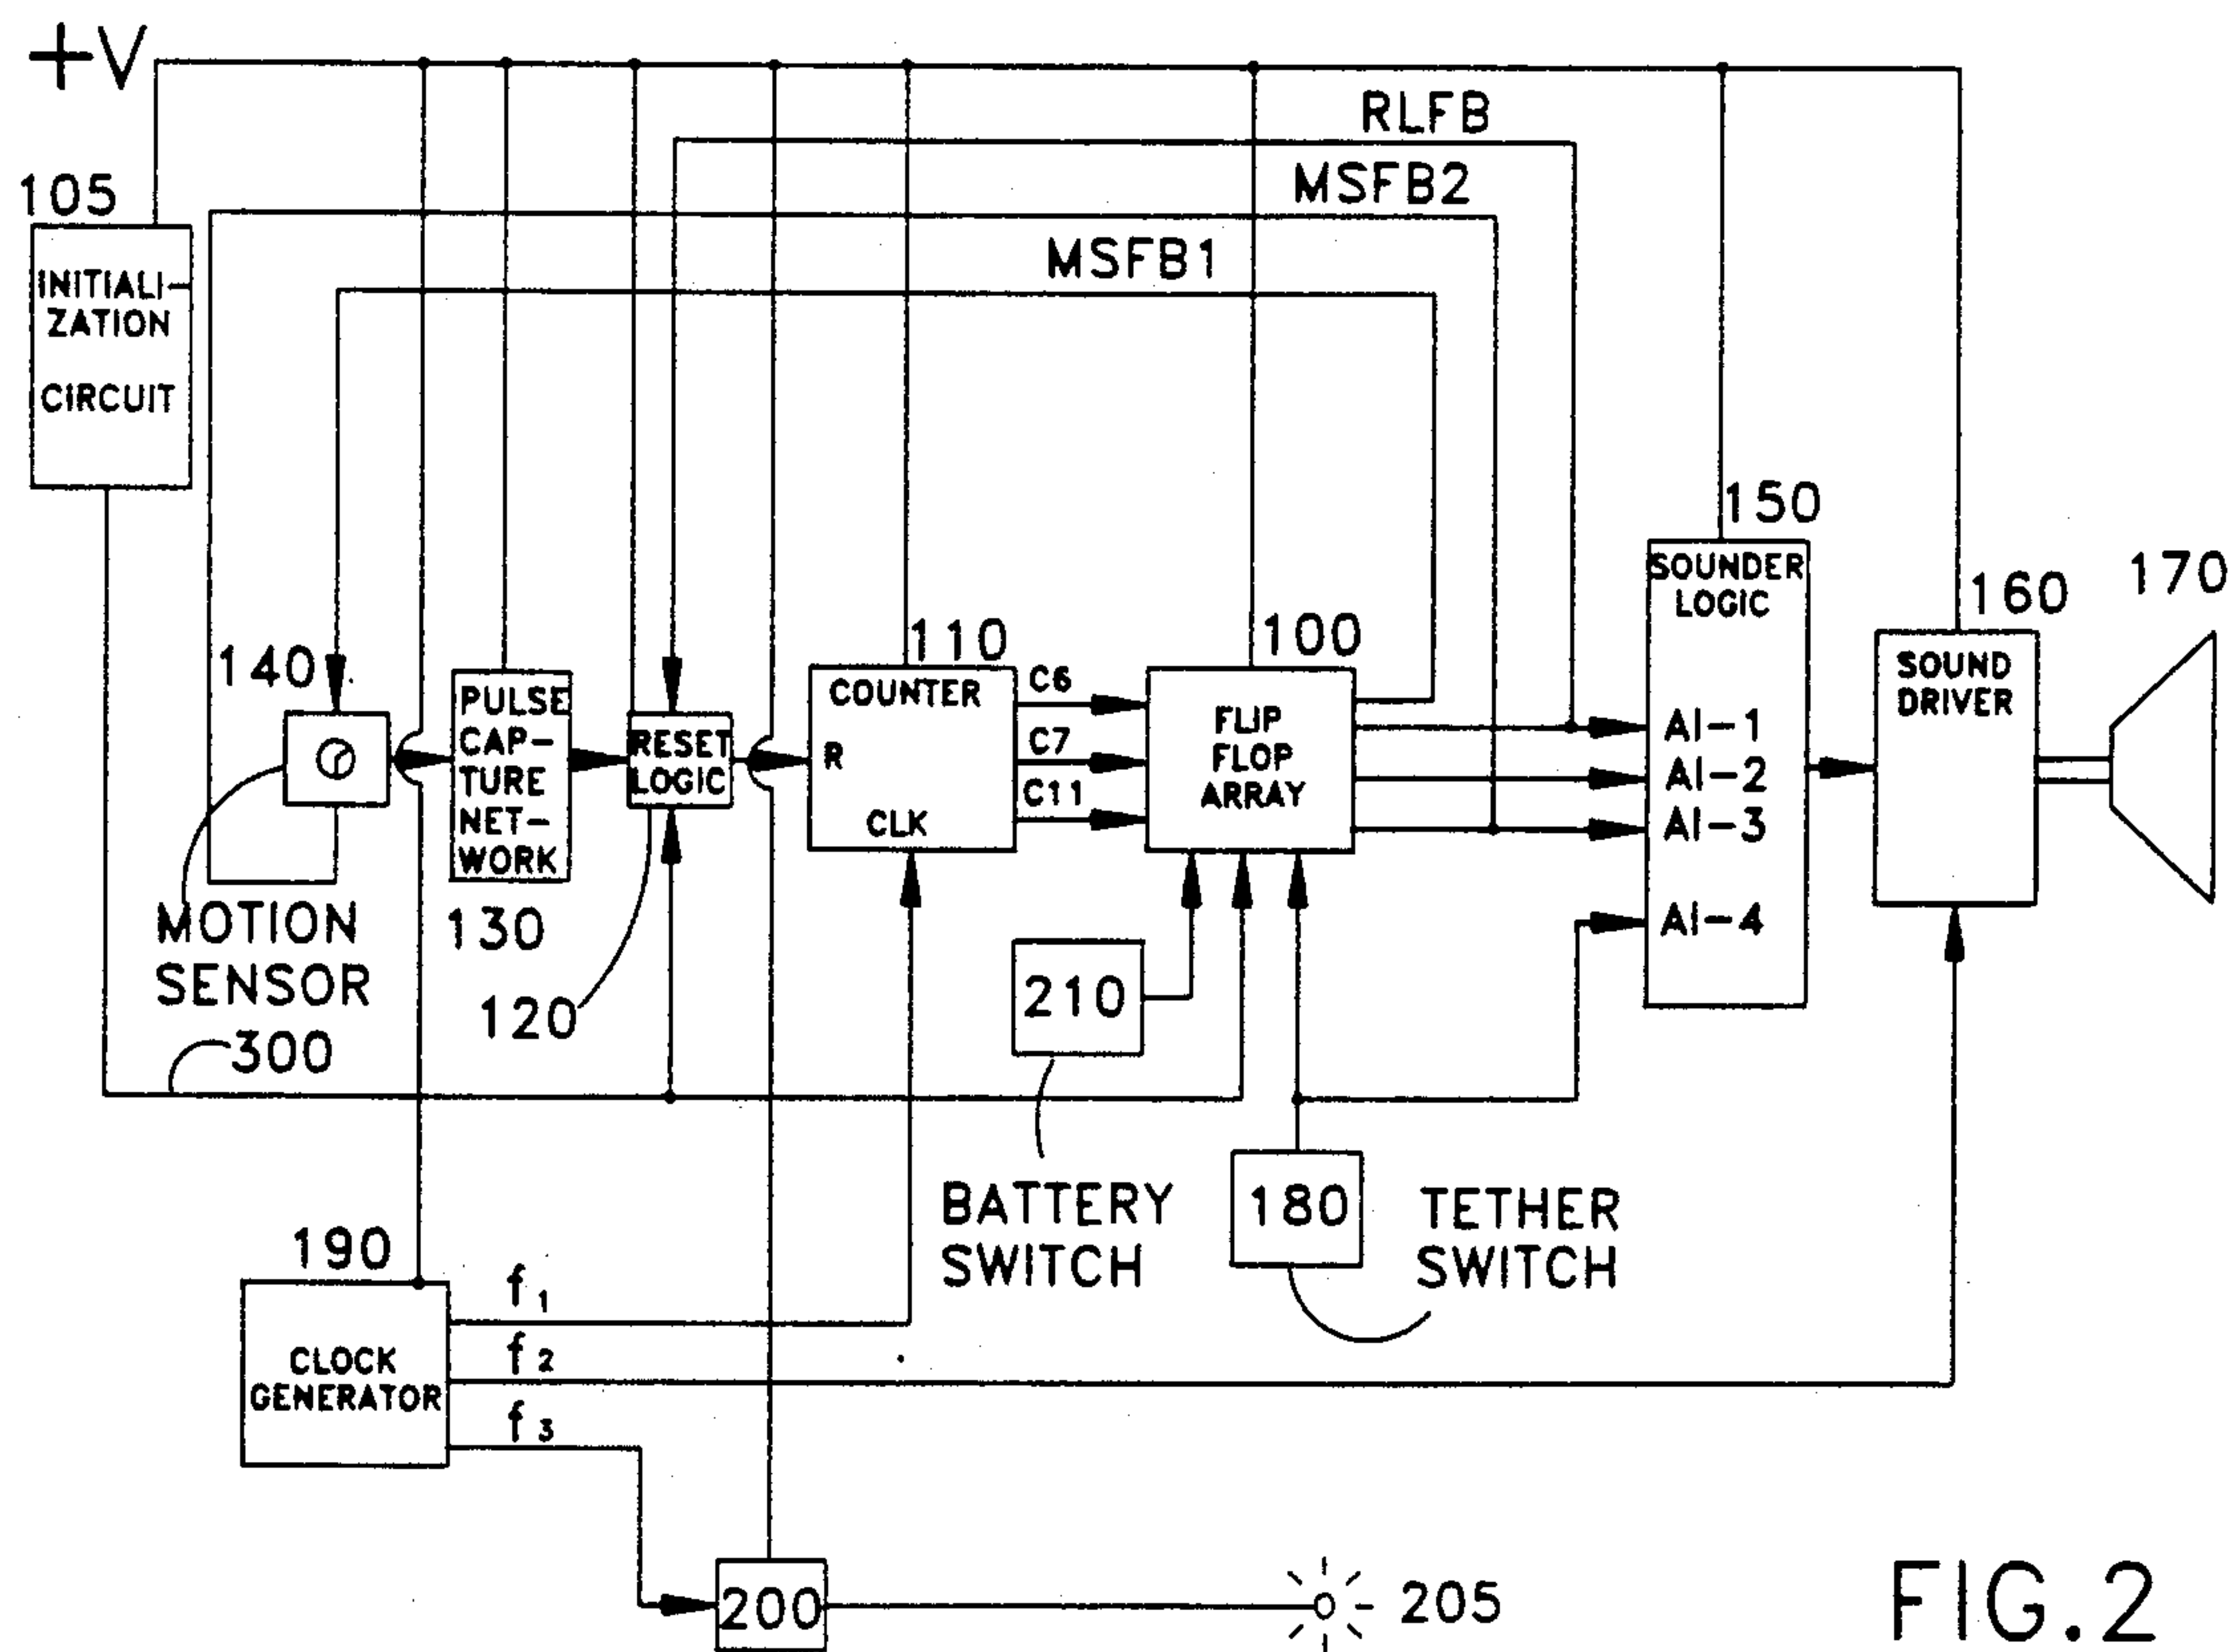 +V
RLFB
MSFB2
MSFB1
105
INITIALI-
ZATION
CIRCUIT
140
MOTION
SENSOR
PULSE
CAP-
TURE
NET-
WORK
130
RESET
LOGIC
120
300
110
COUNTER
R
CLK
C6
C7
C11
100
FLIP
FLOP
ARRAY
150
SOUNDER
LOGIC
AI-1
AI-2
AI-3
AI-4
160
SOUND
DRIVER
170
210
BATTERY
SWITCH
180
TETHER
SWITCH
190
CLOCK
GENERATOR
f1
f2
f3
200
205
FIG.2